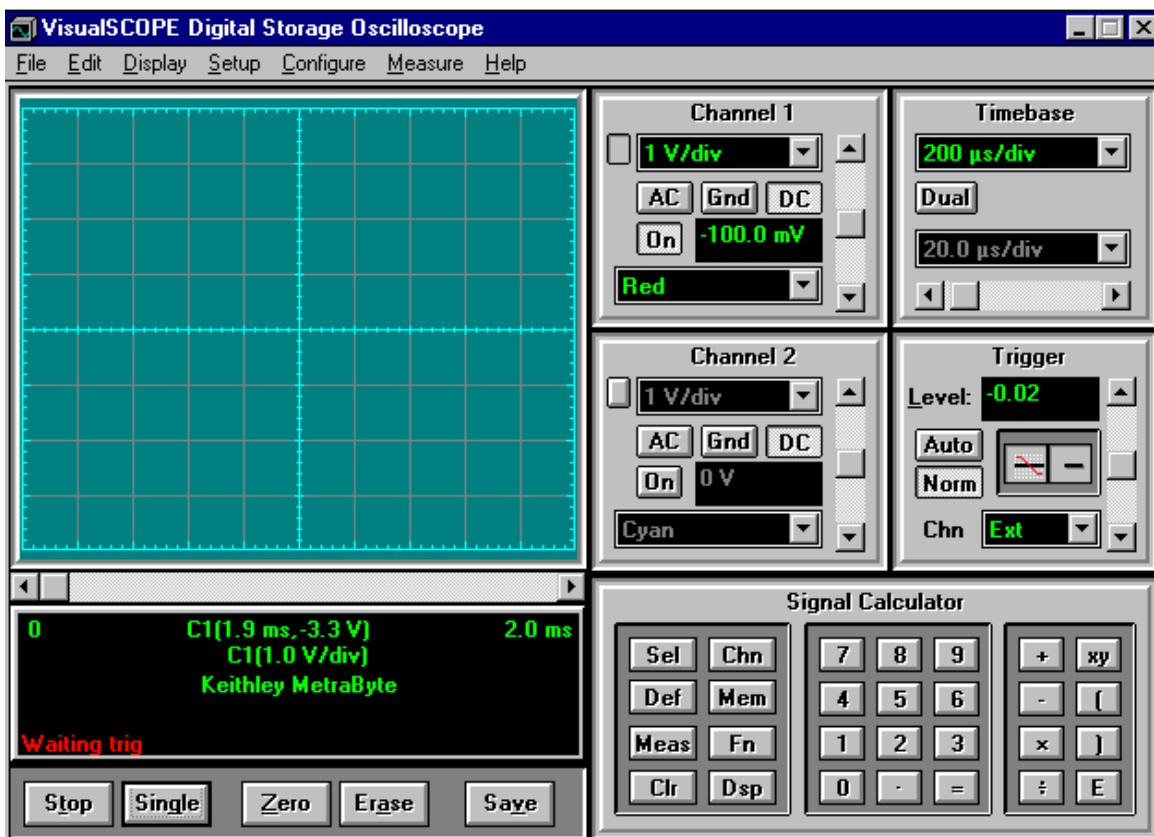 VisualSCOPE Digital Storage Oscilloscope
File Edit Display Setup Configure Measure Help
Channel 1
1 V/div
AC Gnd DC
On -100.0 mV
Red
Timebase
200 µs/div
Dual
20.0 µs/div
Channel 2
1 V/div
AC Gnd DC
On 0 V
Cyan
Trigger
Level: -0.02
Auto
Norm
Chn Ext
0 C1(1.9 ms,-3.3 V) 2.0 ms
C1(1.0 V/div)
Keithley MetraByte
Waiting trig
Stop Single Zero Erase Save
Signal Calculator
Sel Chn 7 8 9 + xy
Def Mem 4 5 6 - (
Meas Fn 1 2 3 × )
Clr Dsp 0 . = ÷ E